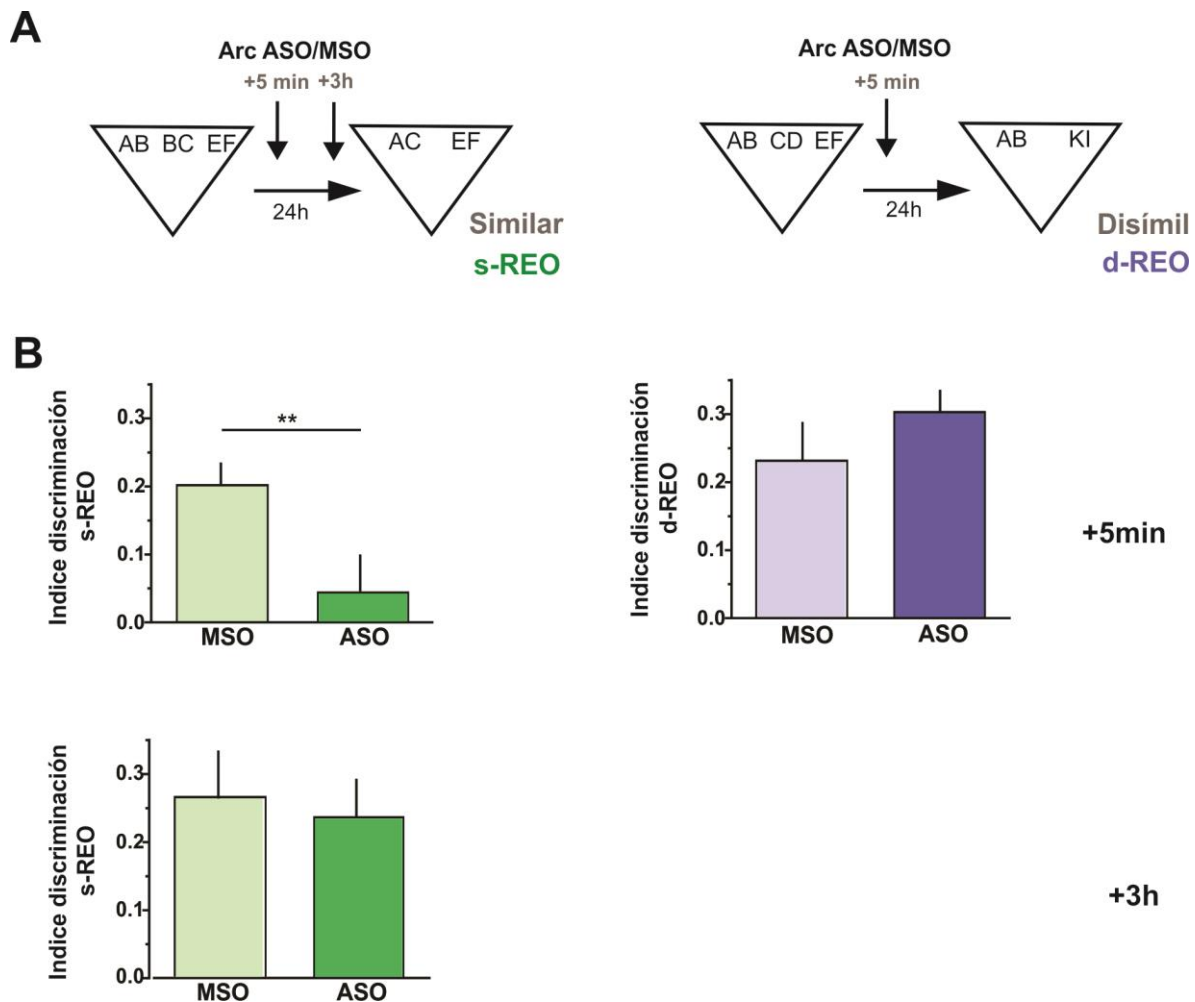 A
Arc ASO/MSO
+5 min +3h
AB BC EF
24h
AC EF
Similar
s-REO
Arc ASO/MSO
+5 min
AB CD EF
24h
AB KI
Disímil
d-REO
B
Indice discriminación
s-REO
0.3
0.2
0.1
0.0
**
MSO ASO
Indice discriminación
d-REO
0.3
0.2
0.1
0.0
MSO ASO
+5min
Indice discriminación
s-REO
0.3
0.2
0.1
0.0
MSO ASO
+3h